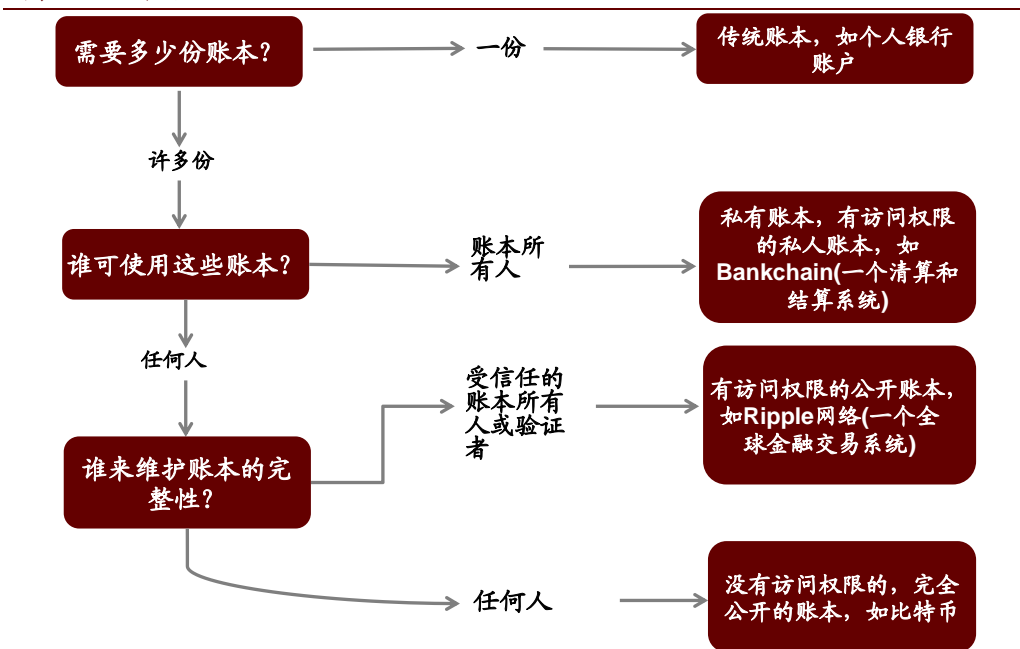 需要多少份账本？
一份
传统账本，如个人银行
账户
许多份
谁可使用这些账本？
账本所
有人
私有账本，有访问权限
的私人账本，如
Bankchain(一个清算和
结算系统)
任何人
受信任的
账本所有
人或验证
者
有访问权限的公开账本，
如Ripple网络(一个全
球金融交易系统)
谁来维护账本的完
整性？
任何人
没有访问权限的，完全
公开的账本，如比特币